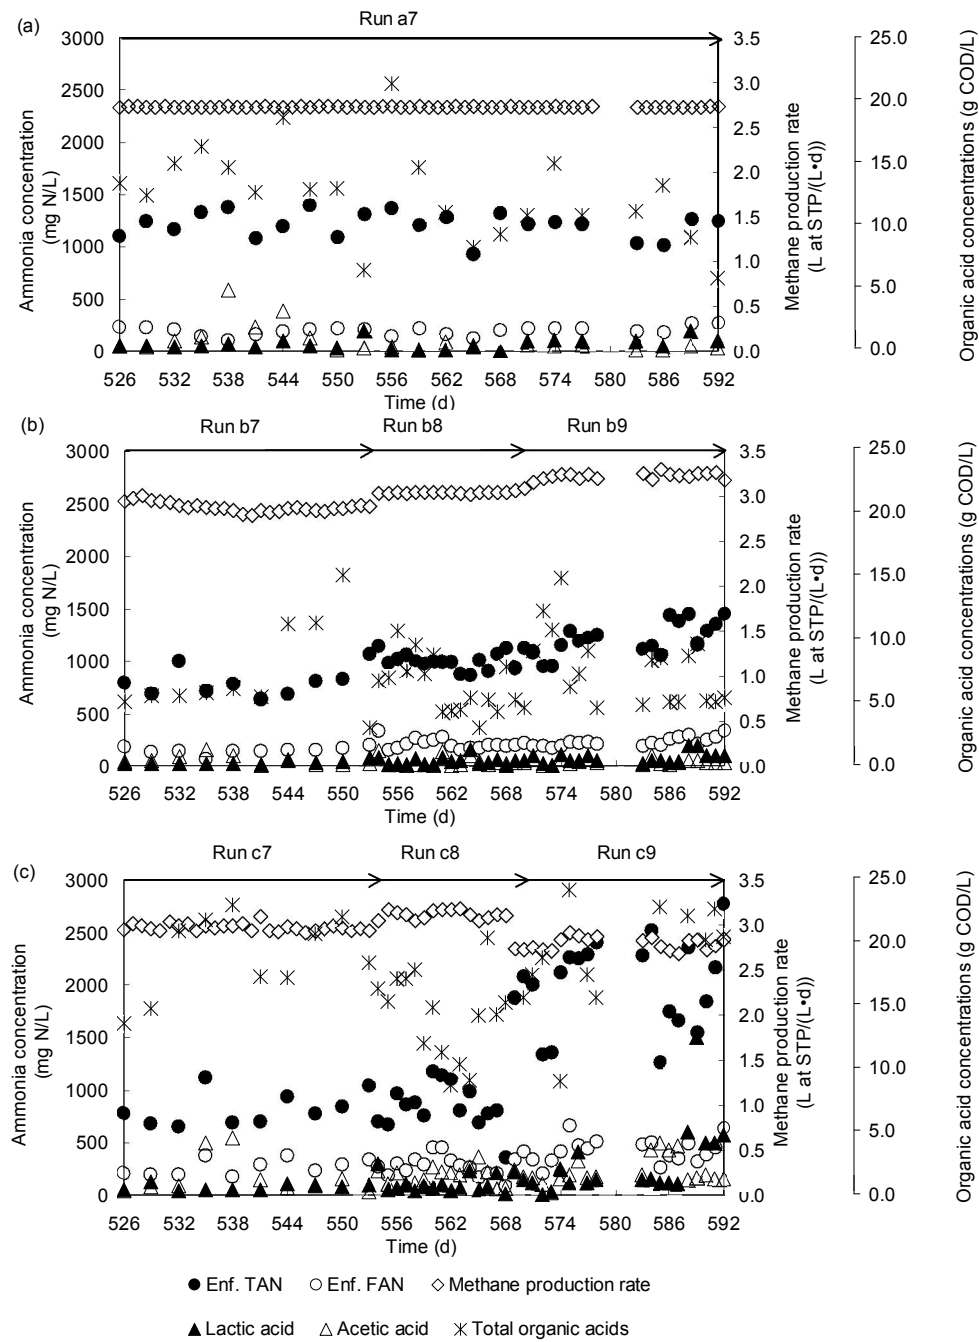 (a)
Run a7
3000
2500
2000
1500
1000
500
0
Ammonia concentration
(mg N/L)
3.5
3.0
2.5
2.0
1.5
1.0
0.5
0.0
Methane production rate
(L at STP/(L•d))
25.0
20.0
15.0
10.0
5.0
0.0
Organic acid concentrations (g COD/L)
526 532 538 544 550 556 562 568 574 580 586 592
Time (d)
(b)
Run b7 Run b8 Run b9
3000
2500
2000
1500
1000
500
0
Ammonia concentration
(mg N/L)
3.5
3.0
2.5
2.0
1.5
1.0
0.5
0.0
Methane production rate
(L at STP/(L•d))
25.0
20.0
15.0
10.0
5.0
0.0
Organic acid concentrations (g COD/L)
526 532 538 544 550 556 562 568 574 580 586 592
Time (d)
(c)
Run c7 Run c8 Run c9
3000
2500
2000
1500
1000
500
0
Ammonia concentration
(mg N/L)
3.5
3.0
2.5
2.0
1.5
1.0
0.5
0.0
Methane production rate
(L at STP/(L•d))
25.0
20.0
15.0
10.0
5.0
0.0
Organic acid concentrations (g COD/L)
526 532 538 544 550 556 562 568 574 580 586 592
Time (d)
Enf. TAN Enf. FAN Methane production rate
Lactic acid Acetic acid Total organic acids